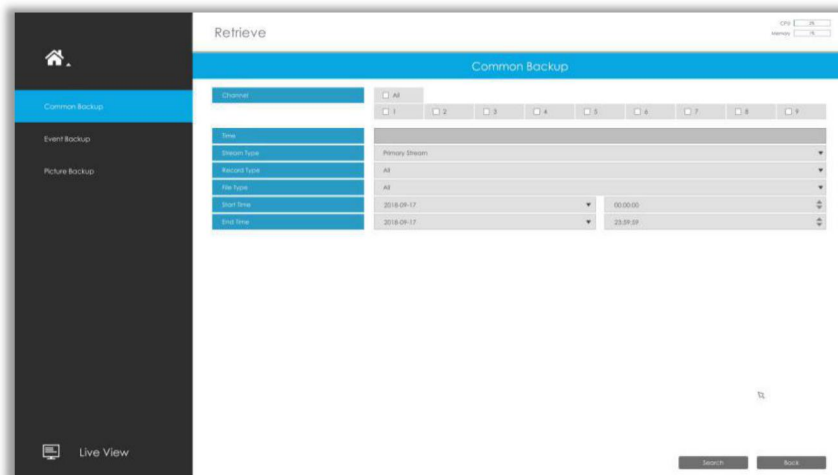 Retrieve
CPU
Memory
Common Backup
Common Backup
Event Backup
Picture Backup
Live View
Channel
All
1 2 3 4 5 6 7 8 9
Time
Stream Type Primary Stream
Record Type All
File Type All
Start Time 2018-09-17 00:00:00
End Time 2018-09-17 23:59:59
Search Back